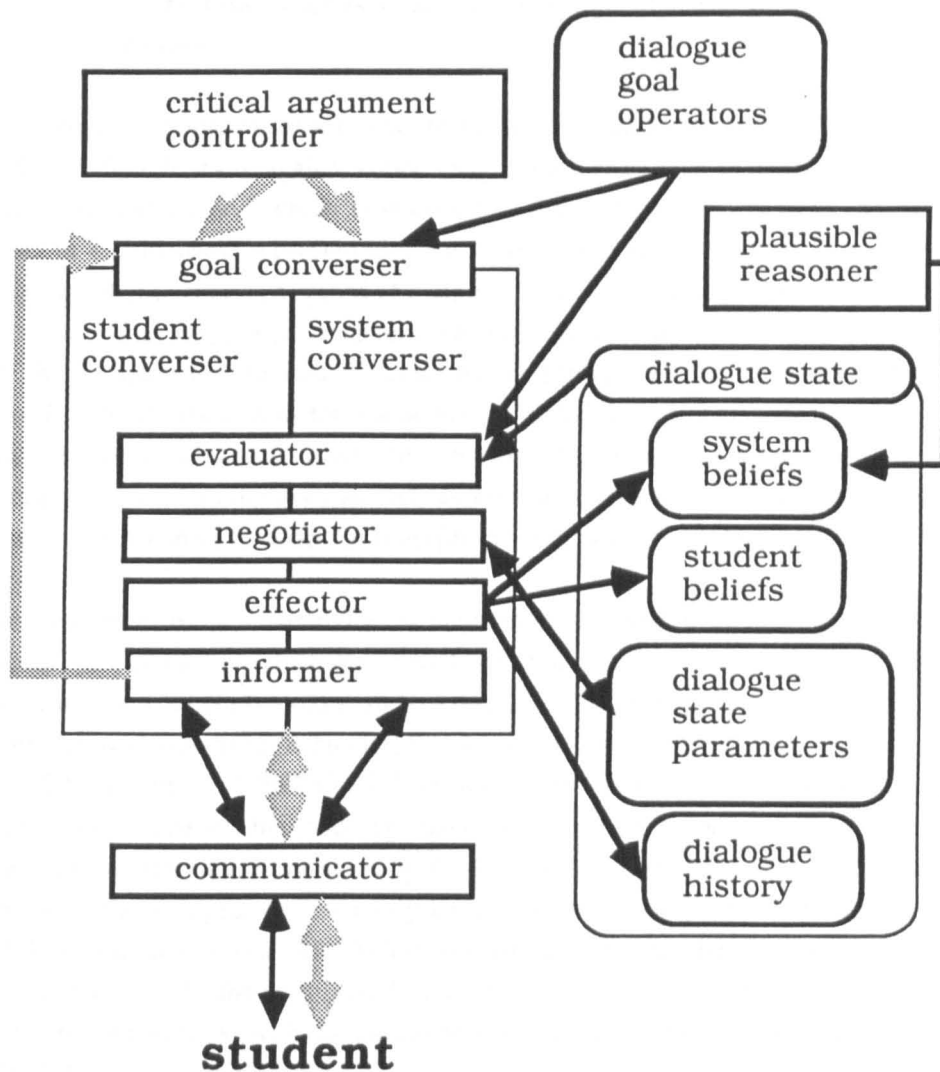 dialogue
goal
operators
critical argument
controller
plausible
reasoner
goal converser
student
converser
system
converser
dialogue state
evaluator
system
beliefs
negotiator
student
beliefs
effector
informer
dialogue
state
parameters
communicator
dialogue
history
student